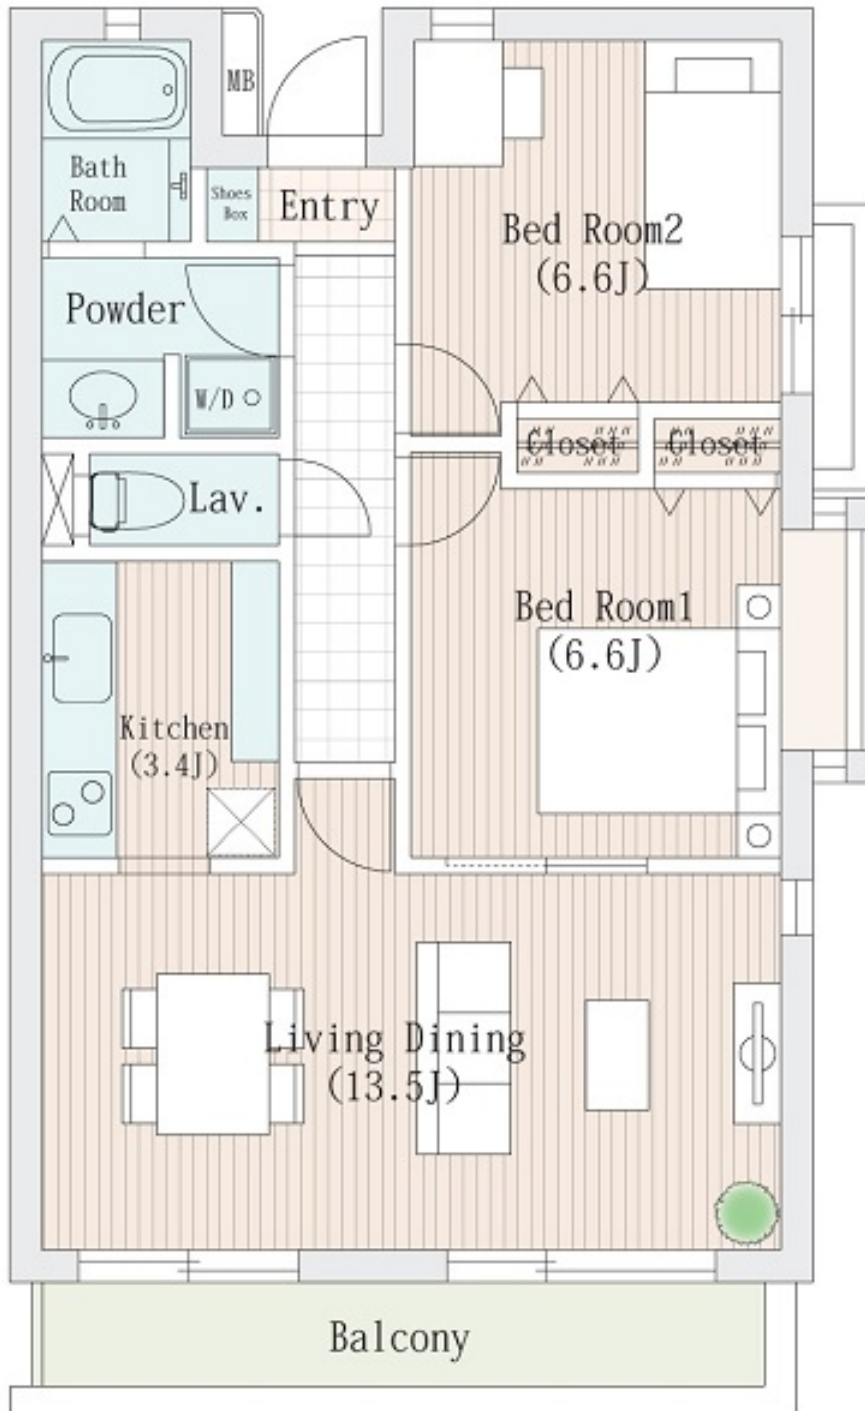 MB
Bath
Room
Shoes
Box
Entry
Bed Room2
(6.6J)
Powder
W/D
Closet
Closet
Lav.
Bed Room1
(6.6J)
Kitchen
(3.4J)
Living Dining
(13.5J)
Balcony